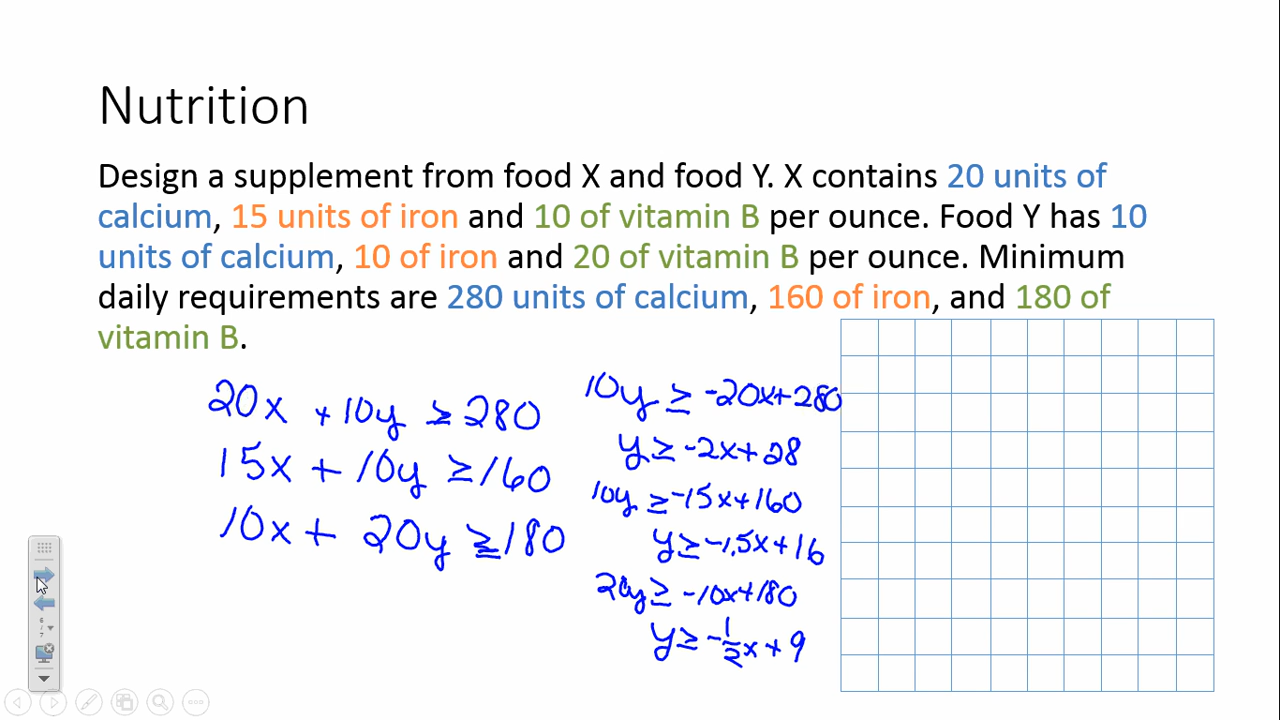 Nutrition
Design a supplement from food X and food Y. X contains 20 units of
calcium, 15 units of iron and 10 of vitamin B per ounce. Food Y has 10
units of calcium, 10 of iron and 20 of vitamin B per ounce. Minimum
daily requirements are 280 units of calcium, 160 of iron, and 180 of
vitamin B.
20x + 10y ≥ 280
15x + 10y ≥ 160
10x + 20y ≥ 180
10y ≥ -20x + 280
y ≥ -2x + 28
10y ≥ -15x + 160
y ≥ -1.5x + 16
20y ≥ -10x + 180
y ≥ -1/2x + 9
6
/
7